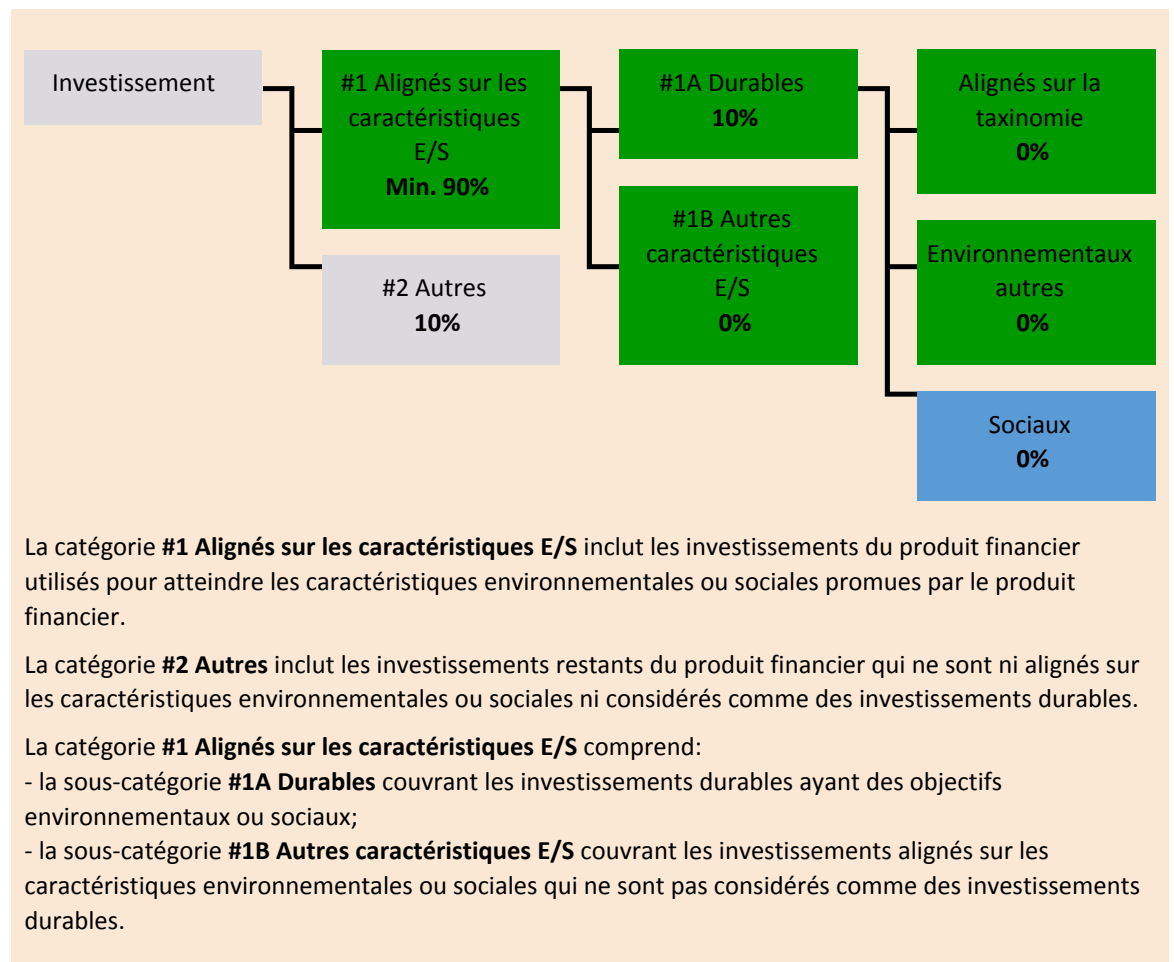 Investissement
#1 Alignés sur les
caractéristiques
E/S
Min. 90%
#2 Autres
10%
#1A Durables
10%
#1B Autres
caractéristiques
E/S
0%
Alignés sur la
taxinomie
0%
Environnementaux
autres
0%
Sociaux
0%
La catégorie #1 Alignés sur les caractéristiques E/S inclut les investissements du produit financier
utilisés pour atteindre les caractéristiques environnementales ou sociales promues par le produit
financier.
La catégorie #2 Autres inclut les investissements restants du produit financier qui ne sont ni alignés sur
les caractéristiques environnementales ou sociales ni considérés comme des investissements durables.
La catégorie #1 Alignés sur les caractéristiques E/S comprend:
- la sous-catégorie #1A Durables couvrant les investissements durables ayant des objectifs
environnementaux ou sociaux;
- la sous-catégorie #1B Autres caractéristiques E/S couvrant les investissements alignés sur les
caractéristiques environnementales ou sociales qui ne sont pas considérés comme des investissements
durables.